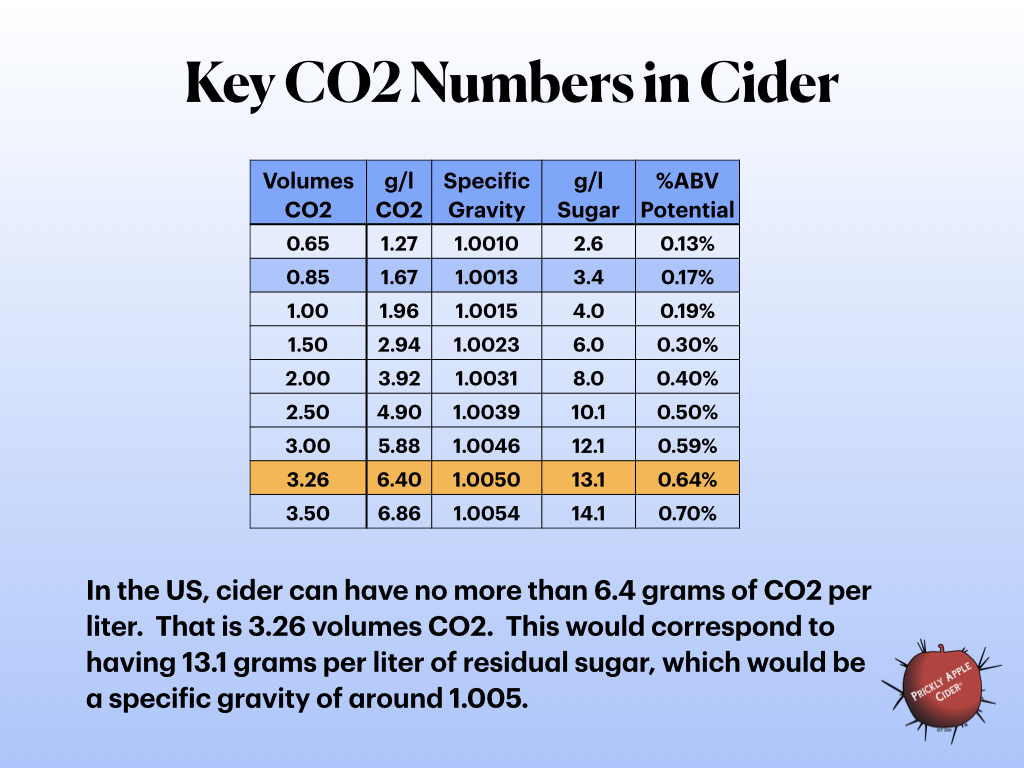 Key CO2 Numbers in Cider
Volumes CO2 g/l CO2 Specific Gravity g/l Sugar %ABV Potential
0.65 1.27 1.0010 2.6 0.13%
0.85 1.67 1.0013 3.4 0.17%
1.00 1.96 1.0015 4.0 0.19%
1.50 2.94 1.0023 6.0 0.30%
2.00 3.92 1.0031 8.0 0.40%
2.50 4.90 1.0039 10.1 0.50%
3.00 5.88 1.0046 12.1 0.59%
3.26 6.40 1.0050 13.1 0.64%
3.50 6.86 1.0054 14.1 0.70%
In the US, cider can have no more than 6.4 grams of CO2 per
liter.  That is 3.26 volumes CO2.  This would correspond to
having 13.1 grams per liter of residual sugar, which would be
a specific gravity of around 1.005.
PRICKLY APPLE
CIDER